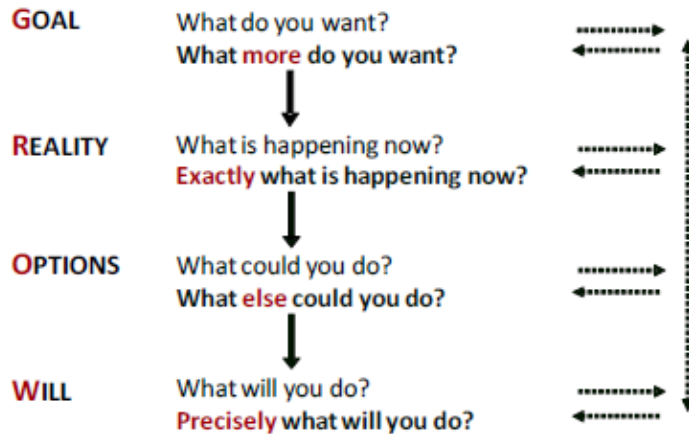 GOAL What do you want?
What more do you want?
REALITY What is happening now?
Exactly what is happening now?
OPTIONS What could you do?
What else could you do?
WILL What will you do?
Precisely what will you do?